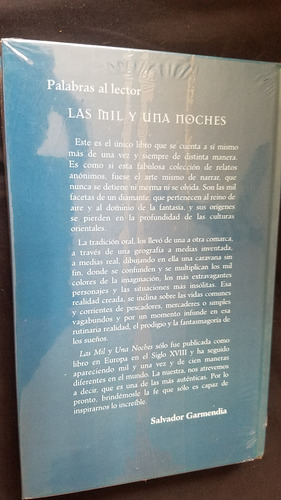 Palabras al lector
LAS MIL Y UNA NOCHES
Este es el único libro que se cuenta a sí mismo
más de una vez y siempre de distinta manera.
Es como si esta fabulosa colección de relatos
anónimos, fuese el arte mismo de narrar, que
nunca se detiene ni merma ni se olvida. Son las mil
facetas de un diamante, que pertenecen al reino de
aire y al dominio de la fantasía, y sus orígenes
se pierden en la profundidad de las culturas
orientales.
La tradición oral, los llevó de una a otra comarca,
a través de una geografía a medias inventada,
a medias real, dibujando en ella una caravana sin
fin, donde se confunden y se multiplican los mil
colores de la imaginación, los más extravagantes
personajes y las situaciones más insólitas. Esa
realidad creada, se inclina sobre las vidas comunes
y corrientes de pescadores, mercaderes o simples
vagabundos y por un momento infunde en esa
rutinaria realidad, el prodigio y la fantasmagoría de
los sueños.
Las Mil y Una Noches sólo fue publicada como
libro en Europa en el Siglo XVIII y ha seguido
apareciendo mil y una vez y de cien maneras
diferentes en el mundo. La nuestra, nos atrevemos
a decir, que es una de las más auténticas. Por lo
pronto, brindémosle la fe que sólo es capaz de
inspirarnos lo increíble.
Salvador Garmendia